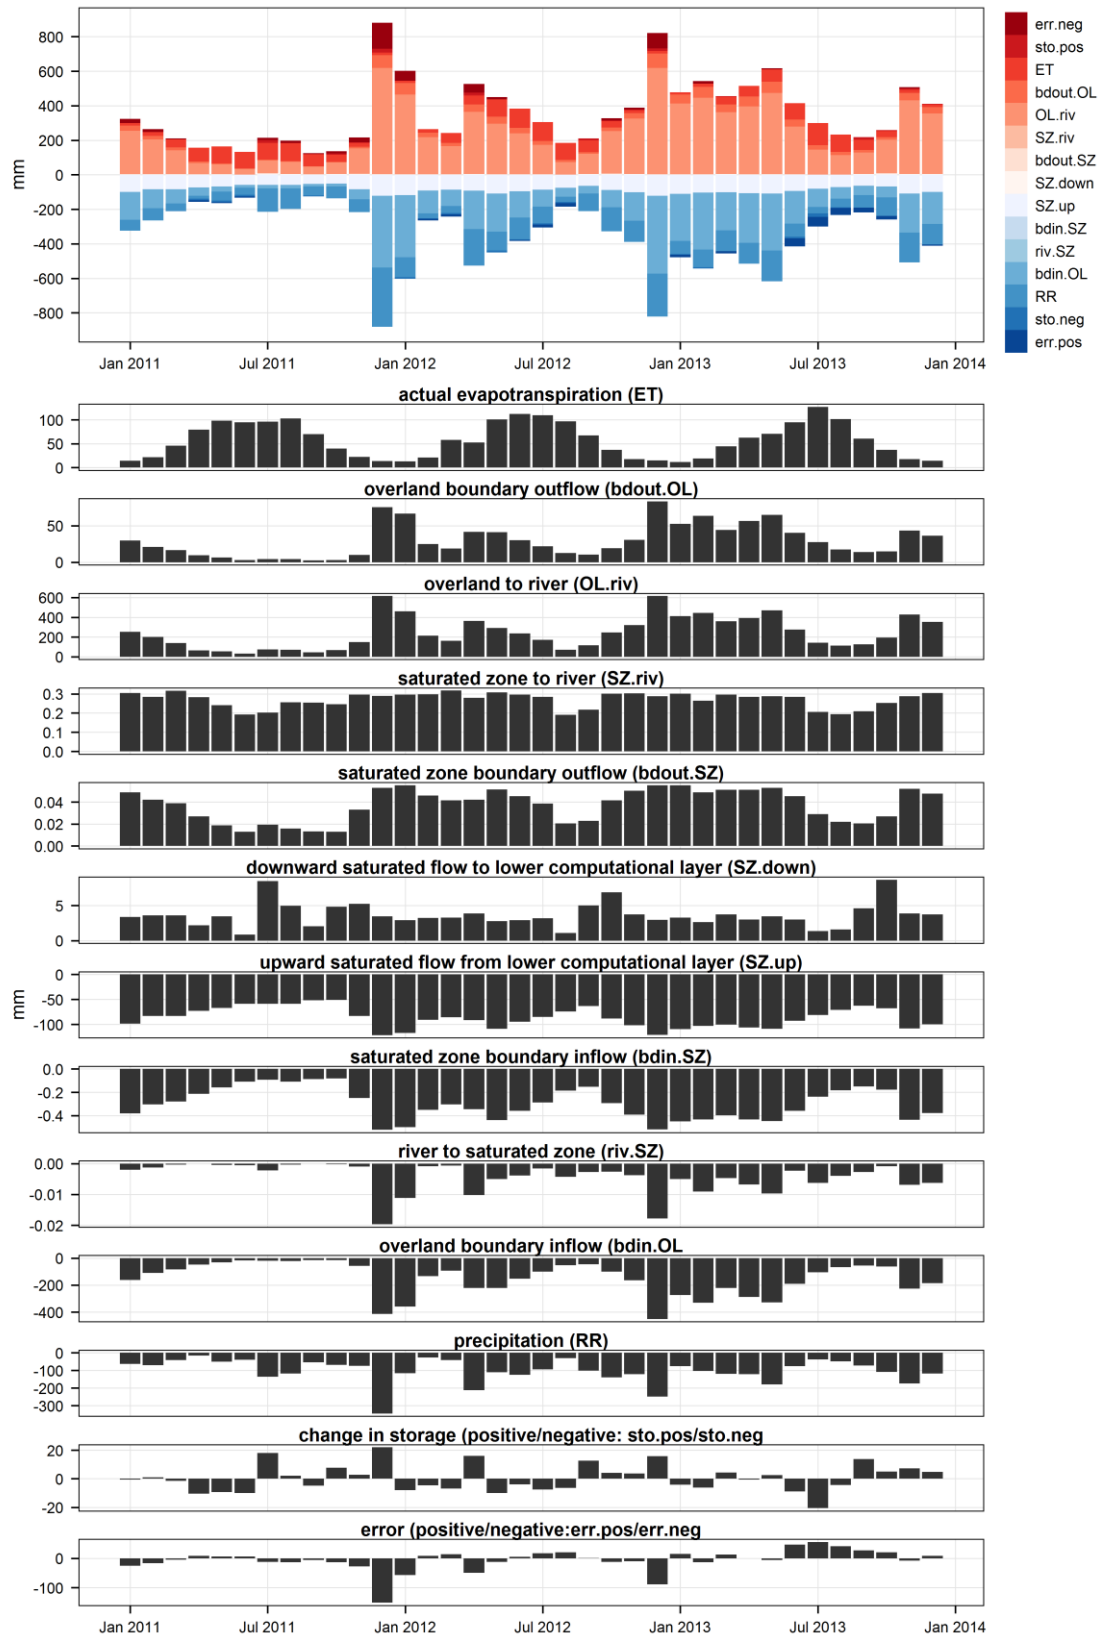 800
600
400
200
0
-200
-400
-600
-800
mm
Jan 2011
Jul 2011
Jan 2012
Jul 2012
Jan 2013
Jul 2013
Jan 2014
err.neg
sto.pos
ET
bdout.OL
OL.riv
SZ.riv
bdout.SZ
SZ.down
SZ.up
bdin.SZ
riv.SZ
bdin.OL
RR
sto.neg
err.pos
actual evapotranspiration (ET)
100
50
0
overland boundary outflow (bdout.OL)
50
0
overland to river (OL.riv)
600
400
200
0
saturated zone to river (SZ.riv)
0.3
0.2
0.1
0.0
saturated zone boundary outflow (bdout.SZ)
0.04
0.02
0.00
downward saturated flow to lower computational layer (SZ.down)
5
0
upward saturated flow from lower computational layer (SZ.up)
0
-50
-100
mm
saturated zone boundary inflow (bdin.SZ)
0.0
-0.2
-0.4
river to saturated zone (riv.SZ)
0.00
-0.01
-0.02
overland boundary inflow (bdin.OL
0
-200
-400
precipitation (RR)
0
-100
-200
-300
change in storage (positive/negative: sto.pos/sto.neg
20
0
-20
error (positive/negative:err.pos/err.neg
0
-100
Jan 2011
Jul 2011
Jan 2012
Jul 2012
Jan 2013
Jul 2013
Jan 2014